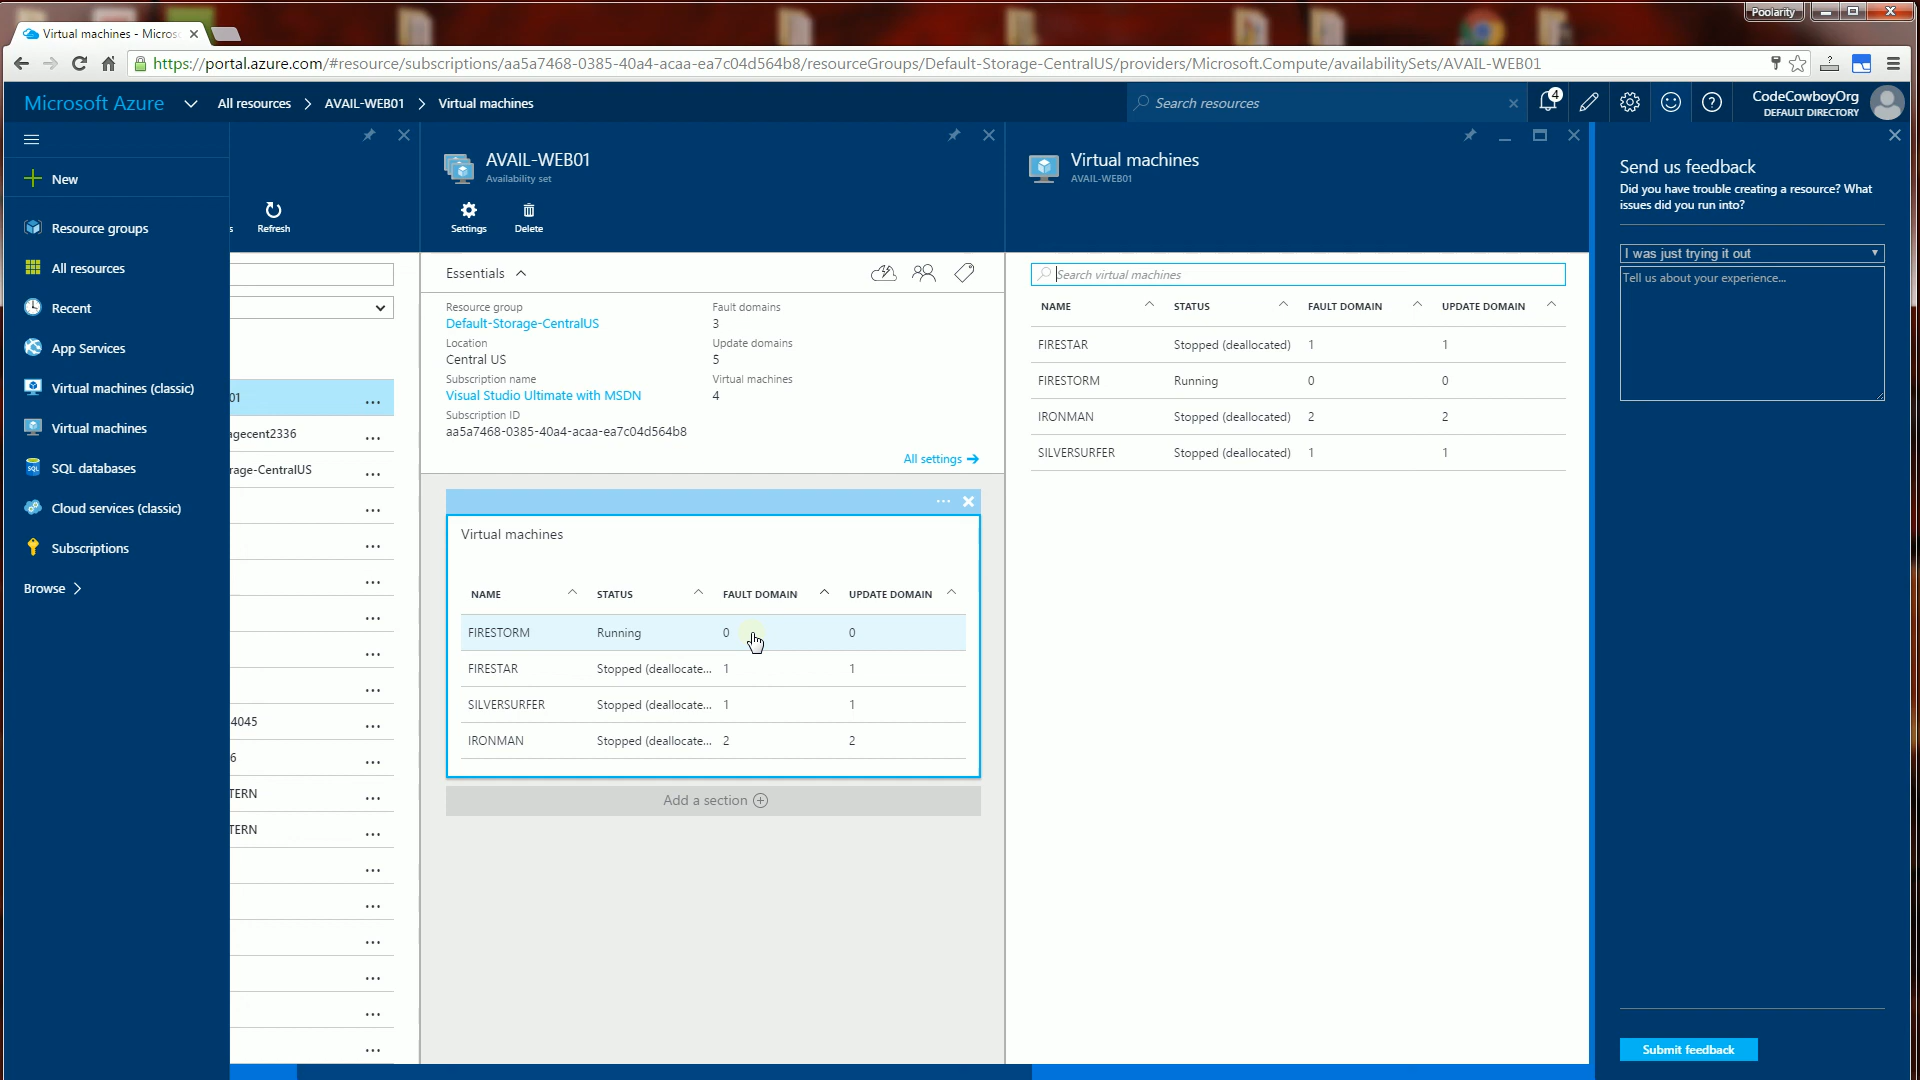 Poolarity
Virtual machines - Micros
https://portal.azure.com/#resource/subscriptions/aa5a7468-0385-40a4-acaa-ea7c04d564b8/resourceGroups/Default-Storage-CentralUS/providers/Microsoft.Compute/availabilitySets/AVAIL-WEB01
Microsoft Azure All resources AVAIL-WEB01 Virtual machines
Search resources
4
CodeCowboyOrg
DEFAULT DIRECTORY
New
Resource groups
All resources
Recent
App Services
Virtual machines (classic)
Virtual machines
SQL databases
Cloud services (classic)
Subscriptions
Browse
Refresh
01
agecent2336
rage-CentralUS
4045
6
TERN
TERN
AVAIL-WEB01
Availability set
Settings
Delete
Essentials
Resource group
Default-Storage-CentralUS
Location
Central US
Subscription name
Visual Studio Ultimate with MSDN
Subscription ID
aa5a7468-0385-40a4-acaa-ea7c04d564b8
Fault domains
3
Update domains
5
Virtual machines
4
All settings
Virtual machines
NAME STATUS FAULT DOMAIN UPDATE DOMAIN
FIRESTORM Running 0 0
FIRESTAR Stopped (deallocate... 1 1
SILVERSURFER Stopped (deallocate... 1 1
IRONMAN Stopped (deallocate... 2 2
Add a section
Virtual machines
AVAIL-WEB01
Search virtual machines
NAME STATUS FAULT DOMAIN UPDATE DOMAIN
FIRESTAR Stopped (deallocated) 1 1
FIRESTORM Running 0 0
IRONMAN Stopped (deallocated) 2 2
SILVERSURFER Stopped (deallocated) 1 1
Send us feedback
Did you have trouble creating a resource? What
issues did you run into?
I was just trying it out
Tell us about your experience...
Submit feedback